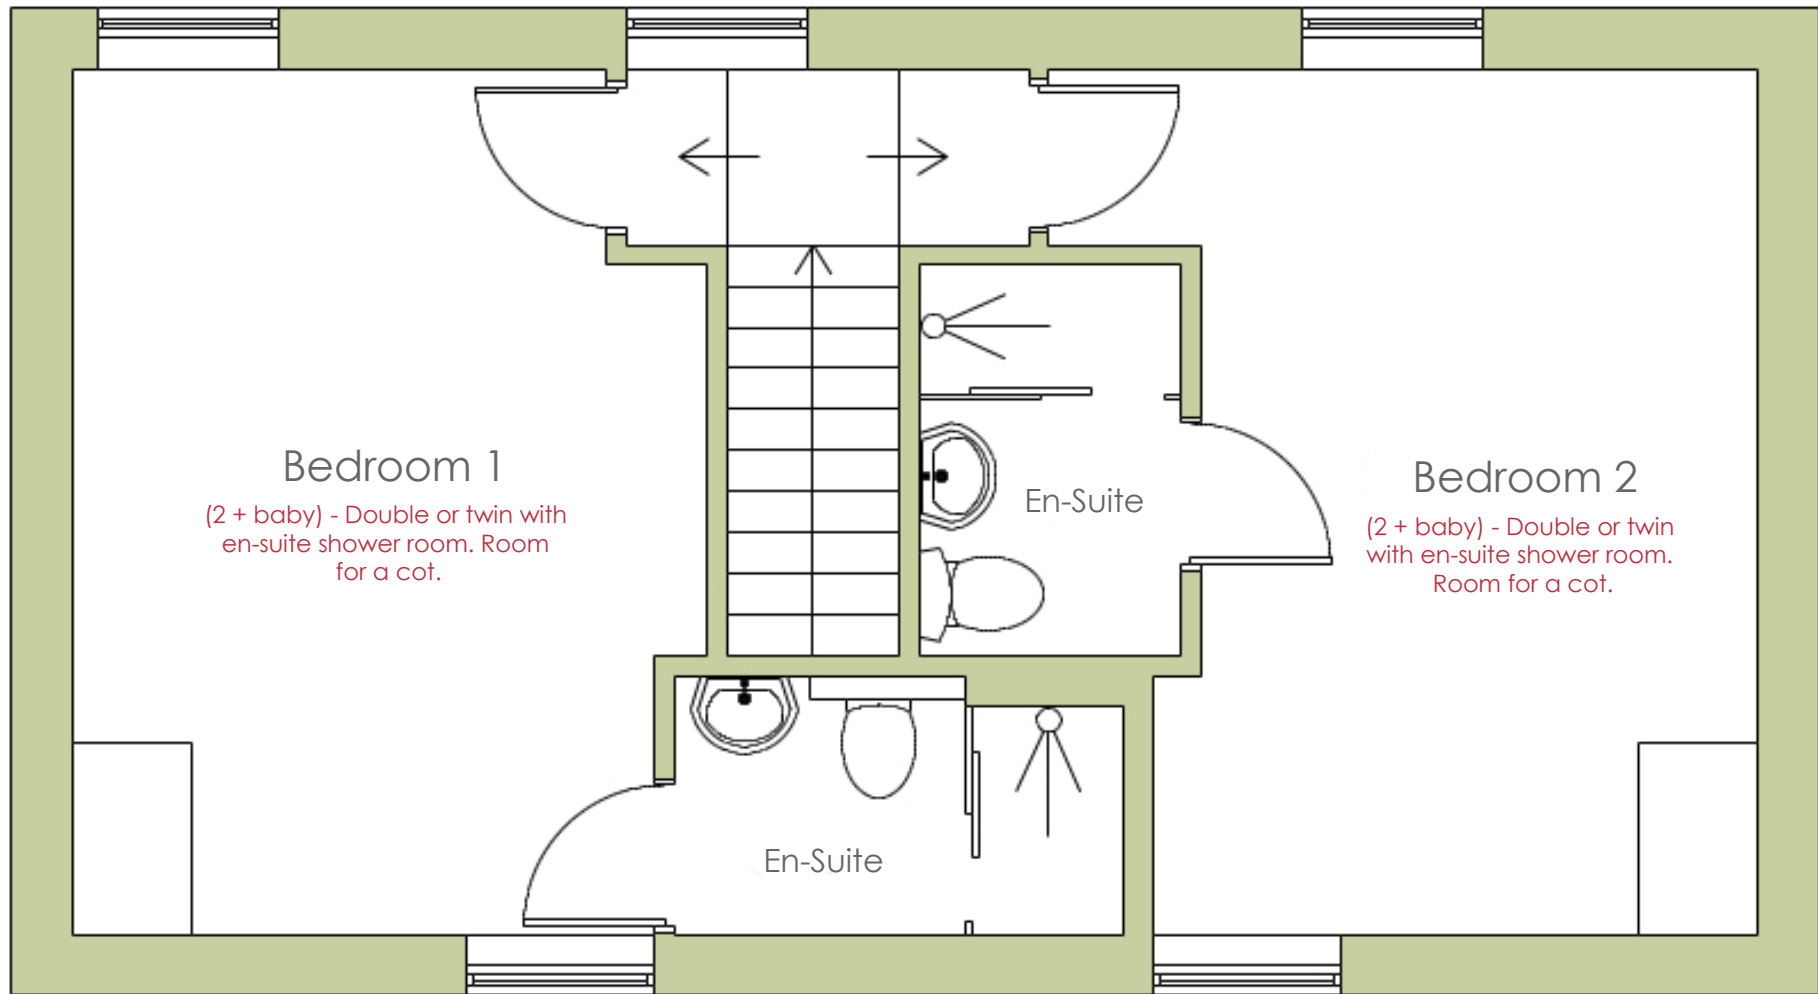 Bedroom 1
(2 + baby) - Double or twin with
en-suite shower room. Room
for a cot.
En-Suite
Bedroom 2
(2 + baby) - Double or twin
with en-suite shower room.
Room for a cot.
En-Suite